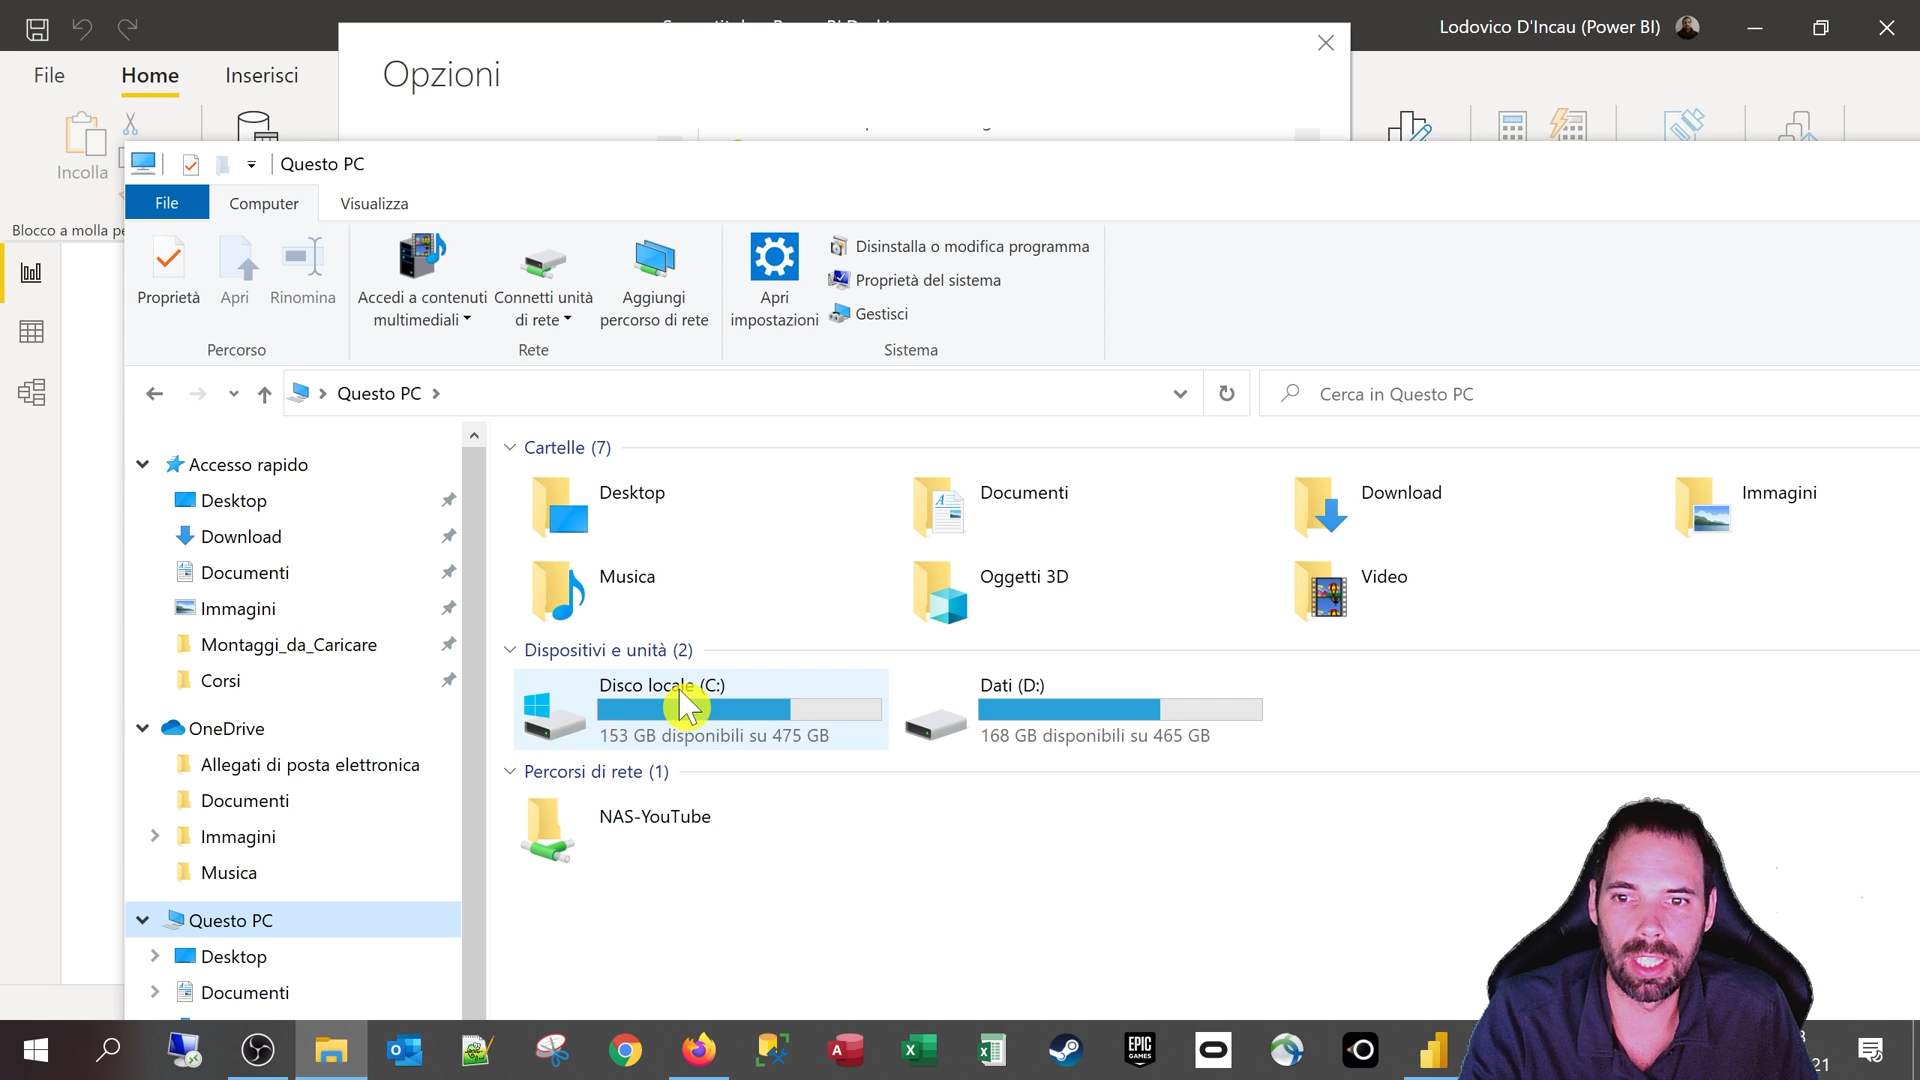 Lodovico D'Incau (Power BI)
File
Home
Inserisci
Opzioni
Incolla
Blocco a molla
Questo PC
File
Computer
Visualizza
Proprietà
Apri
Rinomina
Accedi a contenuti
multimediali
Connetti unità
di rete
Aggiungi
percorso di rete
Apri
impostazioni
Disinstalla o modifica programma
Proprietà del sistema
Gestisci
Percorso
Rete
Sistema
Questo PC
Cerca in Questo PC
Accesso rapido
Desktop
Download
Documenti
Immagini
Montaggi_da_Caricare
Corsi
OneDrive
Allegati di posta elettronica
Documenti
Immagini
Musica
Questo PC
Desktop
Documenti
Cartelle (7)
Desktop
Documenti
Download
Immagini
Musica
Oggetti 3D
Video
Dispositivi e unità (2)
Disco locale (C:)
153 GB disponibili su 475 GB
Dati (D:)
168 GB disponibili su 465 GB
Percorsi di rete (1)
NAS-YouTube
EPIC
GAMES
21